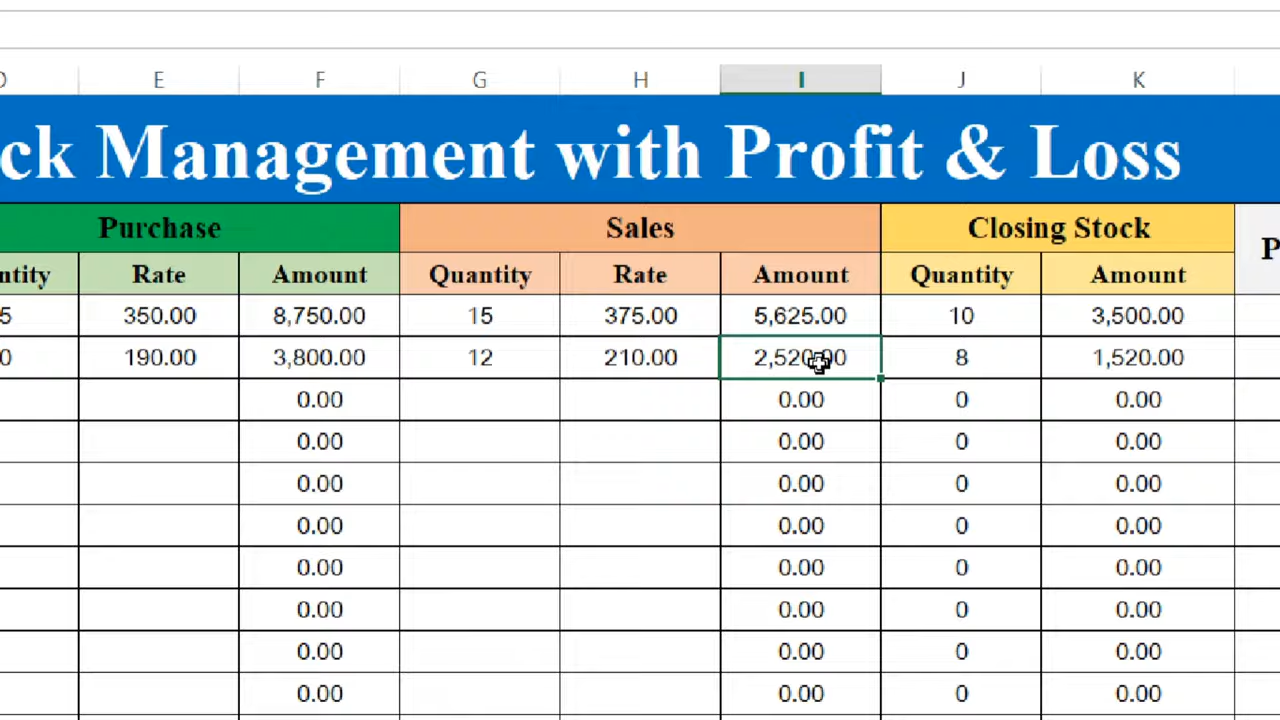 E F G H I J K
ck Management with Profit & Loss
Purchase Sales Closing Stock
ntity Rate Amount Quantity Rate Amount Quantity Amount P
5 350.00 8,750.00 15 375.00 5,625.00 10 3,500.00
0 190.00 3,800.00 12 210.00 2,520.00 8 1,520.00
0.00 0.00 0 0.00
0.00 0.00 0 0.00
0.00 0.00 0 0.00
0.00 0.00 0 0.00
0.00 0.00 0 0.00
0.00 0.00 0 0.00
0.00 0.00 0 0.00
0.00 0.00 0 0.00